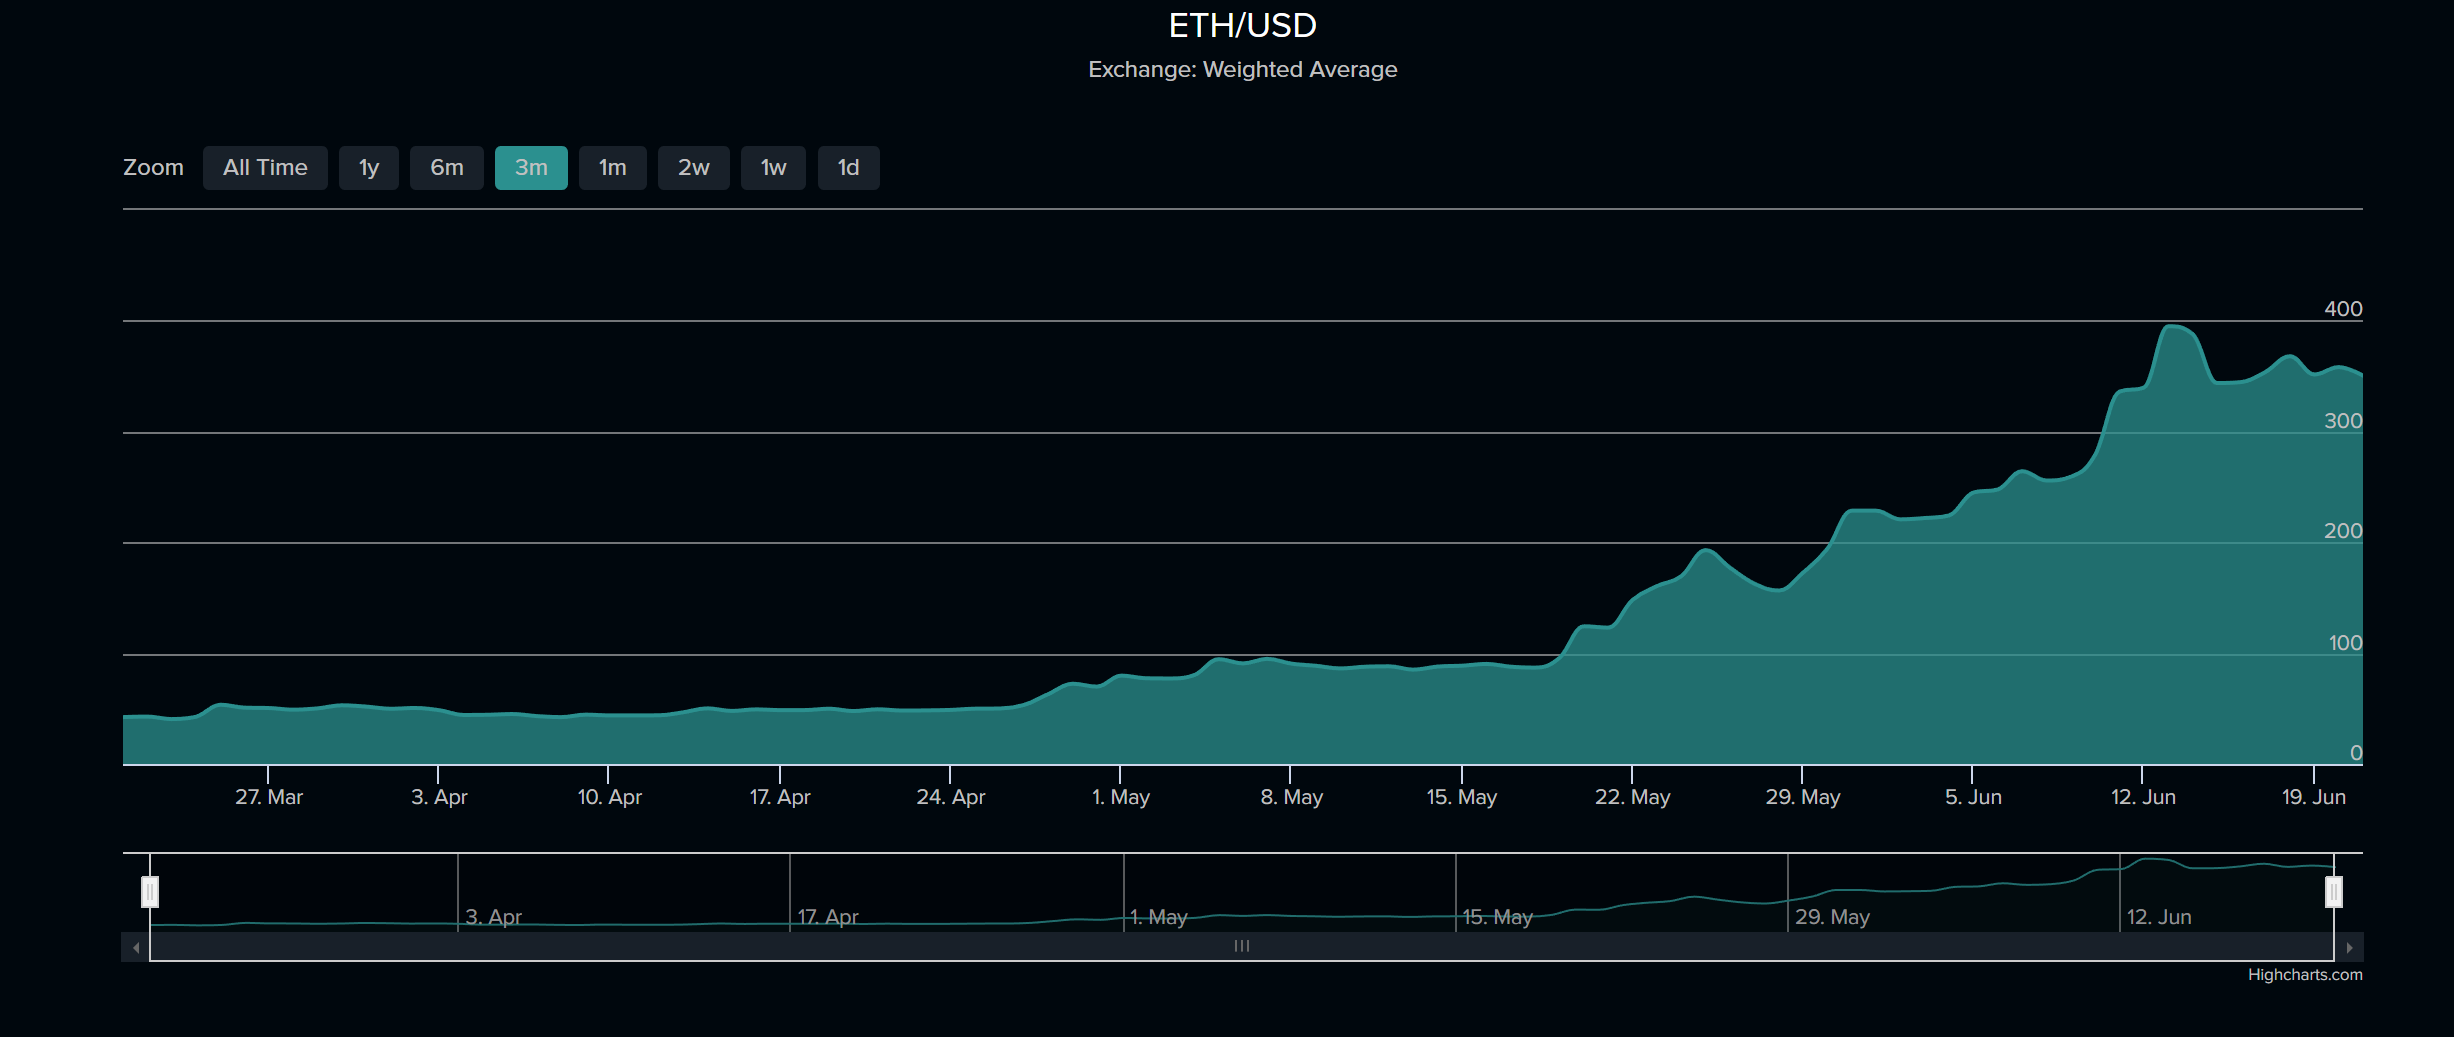 ETH/USD
Exchange: Weighted Average
Zoom All Time 1y 6m 3m 1m 2w 1w 1d
400
300
200
100
0
27. Mar 3. Apr 10. Apr 17. Apr 24. Apr 1. May 8. May 15. May 22. May 29. May 5. Jun 12. Jun 19. Jun
3. Apr 17. Apr 1. May 15. May 29. May 12. Jun
Highcharts.com